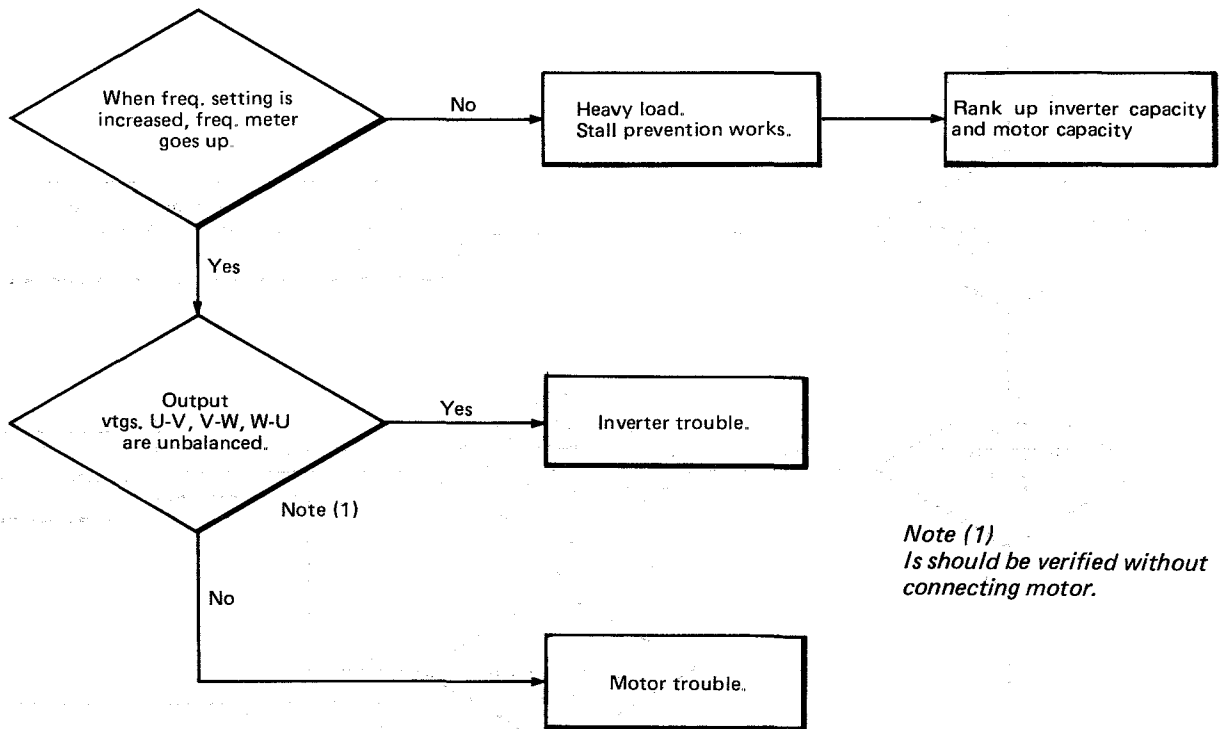 When freq. setting is
increased, freq. meter
goes up.
No
Heavy load.
Stall prevention works.
Rank up inverter capacity
and motor capacity
Yes
Output
vtgs. U-V, V-W, W-U
are unbalanced.
Yes
Inverter trouble.
Note (1)
Note (1)
Is should be verified without
connecting motor.
No
Motor trouble.